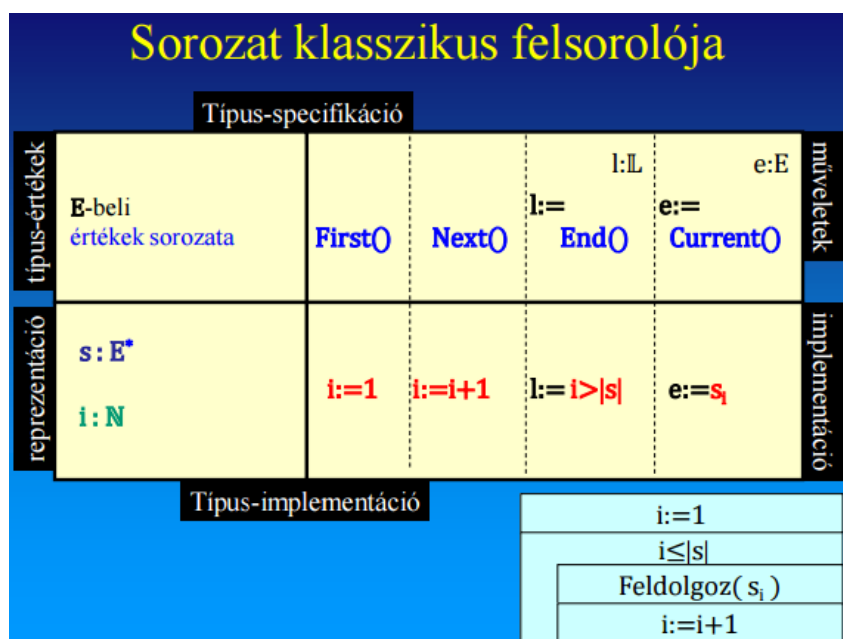 Sorozat klasszikus felsorolója
Típus-specifikáció
típus-értékek
E-beli
értékek sorozata
First()
Next()
l:𝕃
l:=
End()
e:E
e:=
Current()
műveletek
reprezentáció
s : E*
i : ℕ
i:=1
i:=i+1
l:= i>|s|
e:=sᵢ
implementáció
Típus-implementáció
i:=1
i≤|s|
Feldolgoz( sᵢ )
i:=i+1